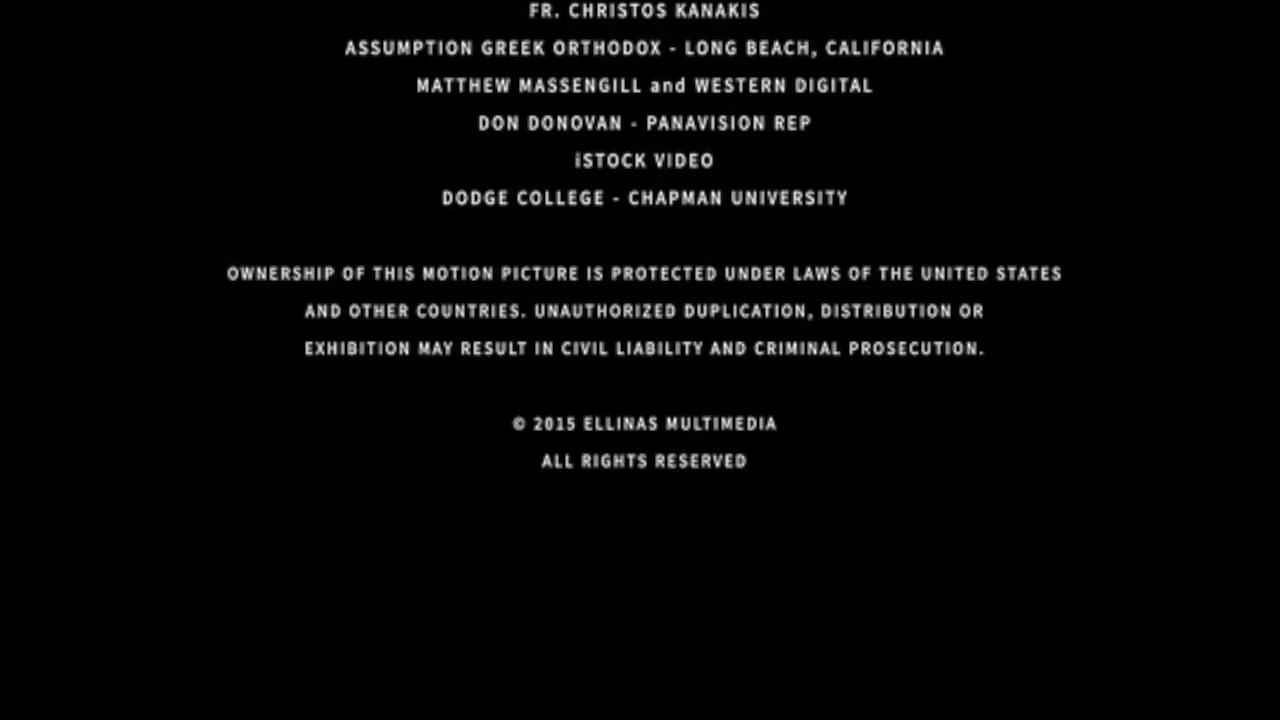 FR. CHRISTOS KANAKIS
ASSUMPTION GREEK ORTHODOX - LONG BEACH, CALIFORNIA
MATTHEW MASSENGILL and WESTERN DIGITAL
DON DONOVAN - PANAVISION REP
iSTOCK VIDEO
DODGE COLLEGE - CHAPMAN UNIVERSITY
OWNERSHIP OF THIS MOTION PICTURE IS PROTECTED UNDER LAWS OF THE UNITED STATES
AND OTHER COUNTRIES. UNAUTHORIZED DUPLICATION, DISTRIBUTION OR
EXHIBITION MAY RESULT IN CIVIL LIABILITY AND CRIMINAL PROSECUTION.
© 2015 ELLINAS MULTIMEDIA
ALL RIGHTS RESERVED